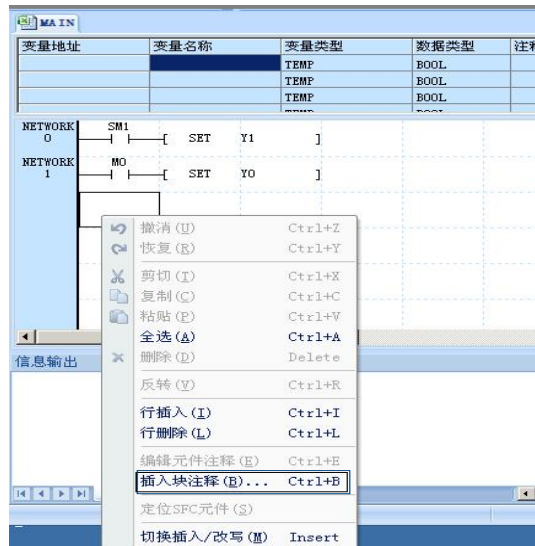 MAIN
变量地址 变量名称 变量类型 数据类型
TEMP BOOL
TEMP BOOL
TEMP BOOL
NETWORK 0 SM1 SET Y1
NETWORK 1 M0 SET Y0
撤消(U) Ctrl+Z
恢复(R) Ctrl+Y
剪切(T) Ctrl+X
复制(C) Ctrl+C
粘贴(P) Ctrl+V
全选(A) Ctrl+A
删除(D) Delete
反转(V) Ctrl+R
行插入(I) Ctrl+I
行删除(L) Ctrl+L
编辑元件注释(E) Ctrl+E
插入块注释(B)... Ctrl+B
定位SFC元件(S)
切换插入/改写(M) Insert
信息输出